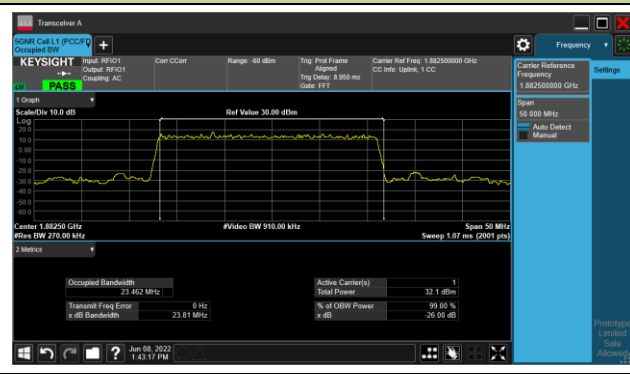 Transceiver A
5GNR Cell L1 (PCC/F)
Occupied BW
Frequency
KEYSIGHT
LXI
PASS
Input: RFIO1
Output: RFIO1
Coupling: AC
Corr CCorr
Range: -60 dBm
Trig: Prot Frame
Aligned
Trig Delay: 8.950 ms
Gate: FFT
Carrier Ref Freq: 1.882500000 GHz
CC Info: Uplink, 1 CC
Carrier Reference
Frequency
1.882500000 GHz
Settings
Span
50.000 MHz
Auto Detect
Manual
1 Graph
Scale/Div 10.0 dB
Ref Value 30.00 dBm
Log
20.0
10.0
0.00
-10.0
-20.0
-30.0
-40.0
-50.0
-60.0
Center 1.88250 GHz
#Video BW 910.00 kHz
Span 50 MHz
#Res BW 270.00 kHz
Sweep 1.07 ms (2001 pts)
2 Metrics
Occupied Bandwidth
23.462 MHz
Transmit Freq Error 0 Hz
x dB Bandwidth 23.81 MHz
Active Carrier(s) 1
Total Power 32.1 dBm
% of OBW Power 99.00 %
x dB -26.00 dB
Prototype
Limited
Sale
Allowed
?
Jun 08, 2022
1:43:17 PM